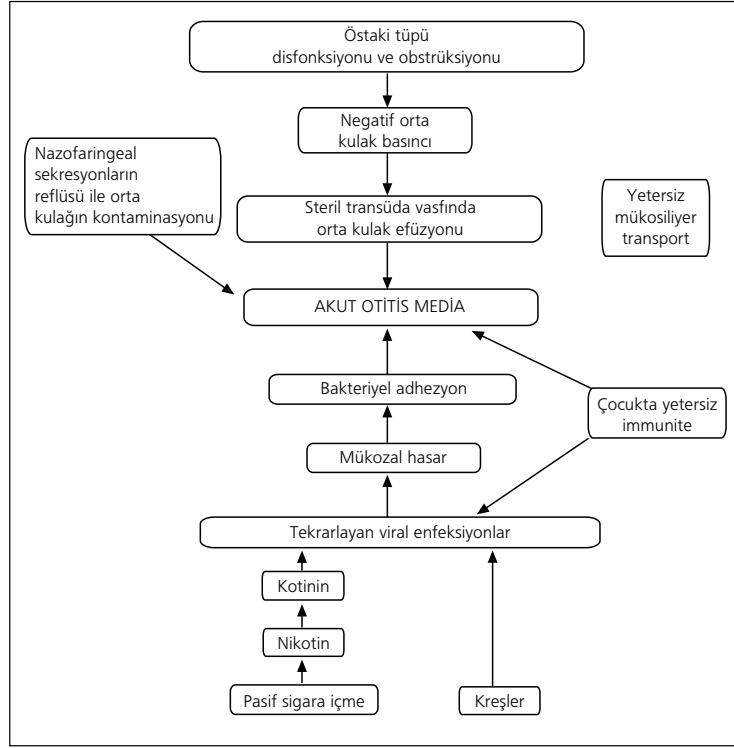 Östaki tüpü
disfonksiyonu ve obstrüksiyonu
Negatif orta
kulak basıncı
Nazofaringeal
sekresyonların
reflüsü ile orta
kulağın kontaminasyonu
Steril transüda vasfında
orta kulak efüzyonu
Yetersiz
mükosiliyer
transport
AKUT OTİTİS MEDİA
Bakteriyel adhezyon
Çocukta yetersiz
immunite
Mükozal hasar
Tekrarlayan viral enfeksiyonlar
Kotinin
Nikotin
Pasif sigara içme
Kreşler